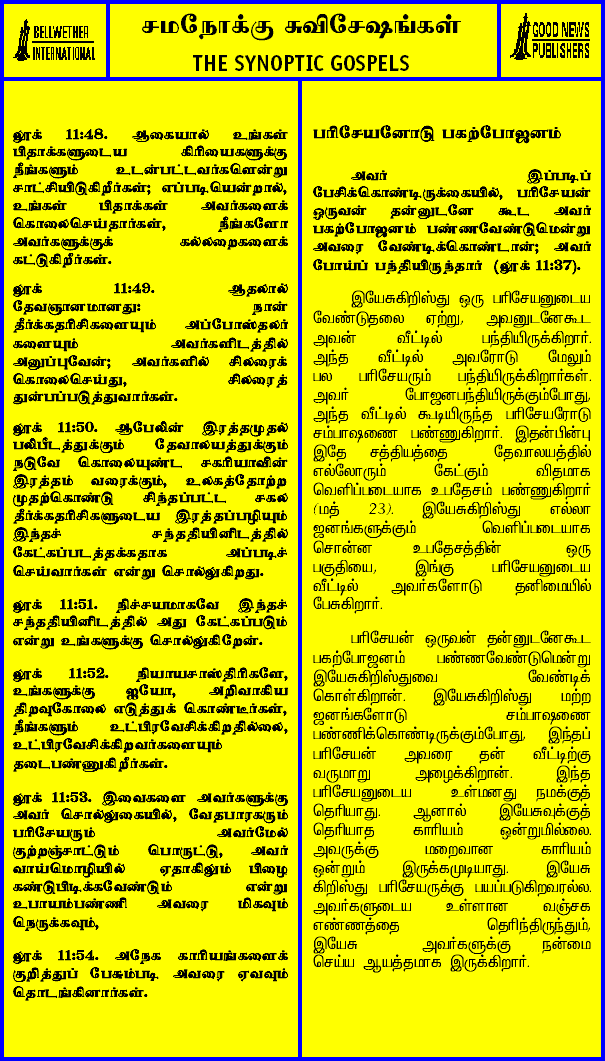 BELLWETHER
INTERNATIONAL
சமநோக்கு சுவிசேஷங்கள்
THE SYNOPTIC GOSPELS
GOOD NEWS
PUBLISHERS
லூக் 11:48. ஆகையால் உங்கள்
பிதாக்களுடைய கிரியைகளுக்கு
நீங்களும் உடன்பட்டவர்களென்று
சாட்சியிடுகிறீர்கள்; எப்படியென்றால்,
உங்கள் பிதாக்கள் அவர்களைக்
கொலைசெய்தார்கள், நீங்களோ
அவர்களுக்குக் கல்லறைகளைக்
கட்டுகிறீர்கள்.
லூக் 11:49. ஆதலால்
தேவஞானமானது: நான்
தீர்க்கதரிசிகளையும் அப்போஸ்தலர்
களையும் அவர்களிடத்தில்
அனுப்புவேன்; அவர்களில் சிலரைக்
கொலைசெய்து, சிலரைத்
துன்பப்படுத்துவார்கள்.
லூக் 11:50. ஆபேலின் இரத்தமுதல்
பலிபீடத்துக்கும் தேவாலயத்துக்கும்
நடுவே கொலையுண்ட சகரியாவின்
இரத்தம் வரைக்கும், உலகத்தோற்ற
முதற்கொண்டு சிந்தப்பட்ட சகல
தீர்க்கதரிசிகளுடைய இரத்தப்பழியும்
இந்தச் சந்ததியினிடத்தில்
கேட்கப்படத்தக்கதாக அப்படிச்
செய்வார்கள் என்று சொல்லுகிறது.
லூக் 11:51. நிச்சயமாகவே இந்தச்
சந்ததியினிடத்தில் அது கேட்கப்படும்
என்று உங்களுக்கு சொல்லுகிறேன்.
லூக் 11:52. நியாயசாஸ்திரிகளே,
உங்களுக்கு ஐயோ, அறிவாகிய
திறவுகோலை எடுத்துக் கொண்டீர்கள்,
நீங்களும் உட்பிரவேசிக்கிறதில்லை,
உட்பிரவேசிக்கிறவர்களையும்
தடைபண்ணுகிறீர்கள்.
லூக் 11:53. இவைகளை அவர்களுக்கு
அவர் சொல்லுகையில், வேதபாரகரும்
பரிசேயரும் அவர்மேல்
குற்றஞ்சாட்டும் பொருட்டு, அவர்
வாய்மொழியில் ஏதாகிலும் பிழை
கண்டுபிடிக்கவேண்டும் என்று
உபாயம்பண்ணி அவரை மிகவும்
நெருக்கவும்,
லூக் 11:54. அநேக காரியங்களைக்
குறித்துப் பேசும்படி அவரை ஏவவும்
தொடங்கினார்கள்.
பரிசேயனோடு பகற்போஜனம்
அவர் இப்படிப்
பேசிக்கொண்டிருக்கையில், பரிசேயன்
ஒருவன் தன்னுடனே கூட அவர்
பகற்போஜனம் பண்ணவேண்டுமென்று
அவரை வேண்டிக்கொண்டான்; அவர்
போய்ப் பந்தியிருந்தார் (லூக் 11:37).
இயேசுகிறிஸ்து ஒரு பரிசேயனுடைய
வேண்டுதலை ஏற்று, அவனுடனேகூட
அவன் வீட்டில் பந்தியிருக்கிறார்.
அந்த வீட்டில் அவரோடு மேலும்
பல பரிசேயரும் பந்தியிருக்கிறார்கள்.
அவர் போஜனபந்தியிருக்கும்போது,
அந்த வீட்டில் கூடியிருந்த பரிசேயரோடு
சம்பாஷணை பண்ணுகிறார். இதன்பின்பு
இதே சத்தியத்தை தேவாலயத்தில்
எல்லோரும் கேட்கும் விதமாக
வெளிப்படையாக உபதேசம் பண்ணுகிறார்
(மத் 23). இயேசுகிறிஸ்து எல்லா
ஜனங்களுக்கும் வெளிப்படையாக
சொன்ன உபதேசத்தின் ஒரு
பகுதியை, இங்கு பரிசேயனுடைய
வீட்டில் அவர்களோடு தனிமையில்
பேசுகிறார்.
பரிசேயன் ஒருவன் தன்னுடனேகூட
பகற்போஜனம் பண்ணவேண்டுமென்று
இயேசுகிறிஸ்துவை வேண்டிக்
கொள்கிறான். இயேசுகிறிஸ்து மற்ற
ஜனங்களோடு சம்பாஷணை
பண்ணிக்கொண்டிருக்கும்போது, இந்தப்
பரிசேயன் அவரை தன் வீட்டிற்கு
வருமாறு அழைக்கிறான். இந்த
பரிசேயனுடைய உள்மனது நமக்குத்
தெரியாது. ஆனால் இயேசுவுக்குத்
தெரியாத காரியம் ஒன்றுமில்லை.
அவருக்கு மறைவான காரியம்
ஒன்றும் இருக்கமுடியாது. இயேசு
கிறிஸ்து பரிசேயருக்கு பயப்படுகிறவரல்ல.
அவர்களுடைய உள்ளான வஞ்சக
எண்ணத்தை தெரிந்திருந்தும்,
இயேசு அவர்களுக்கு நன்மை
செய்ய ஆயத்தமாக இருக்கிறார்.